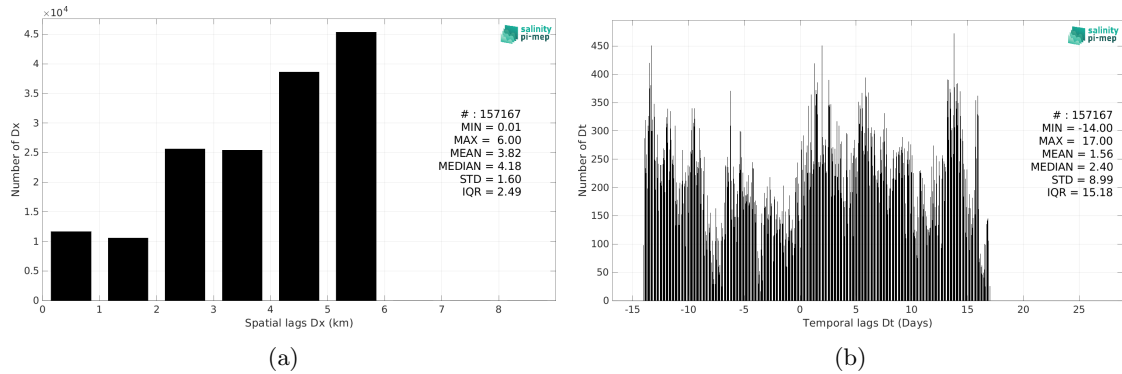 ×10⁴
4.5
4
3.5
3
2.5
2
1.5
1
0.5
0
0 1 2 3 4 5 6 7 8
Number of Dx
Spatial lags Dx (km)
salinity
pi-mep
# : 157167
MIN = 0.01
MAX = 6.00
MEAN = 3.82
MEDIAN = 4.18
STD = 1.60
IQR = 2.49
(a)
450
400
350
300
250
200
150
100
50
0
-15 -10 -5 0 5 10 15 20 25
Number of Dt
Temporal lags Dt (Days)
salinity
pi-mep
# : 157167
MIN = -14.00
MAX = 17.00
MEAN = 1.56
MEDIAN = 2.40
STD = 8.99
IQR = 15.18
(b)